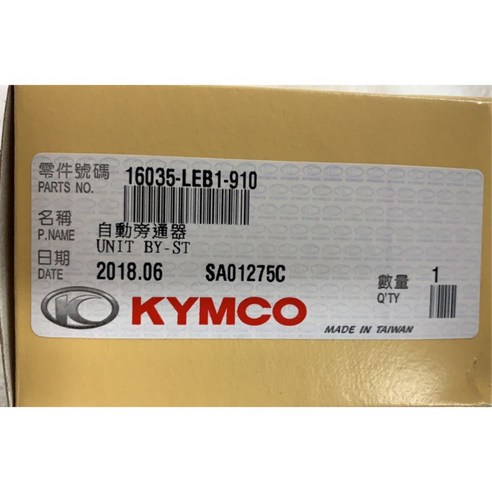 零件號碼 16035-LEB1-910
PARTS NO.
名稱 自動旁通器
P.NAME UNIT BY-ST
日期 2018.06 SA01275C 數量 1
DATE Q'TY
KYMCO
MADE IN TAIWAN